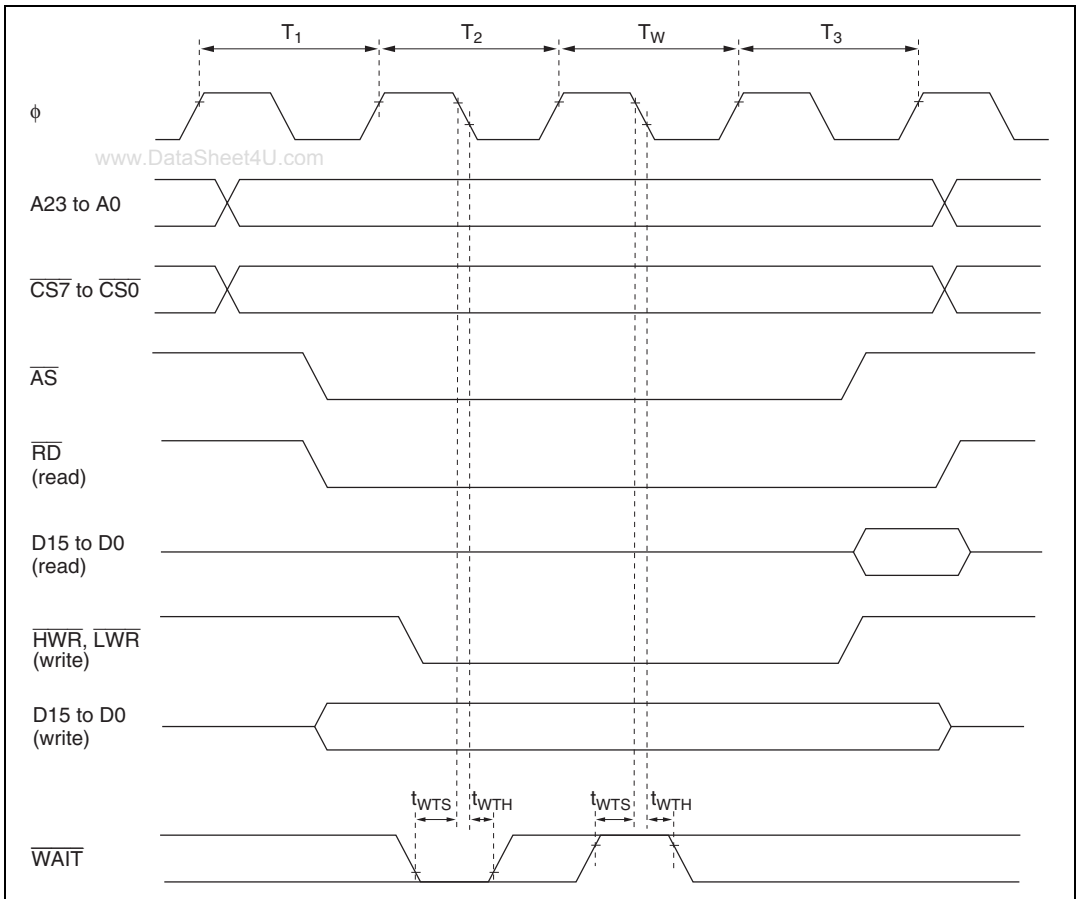 T1 T2 TW T3
φ
www.DataSheet4U.com
A23 to A0
CS7 to CS0
AS
RD
(read)
D15 to D0
(read)
HWR, LWR
(write)
D15 to D0
(write)
tWTS tWTH tWTS tWTH
WAIT